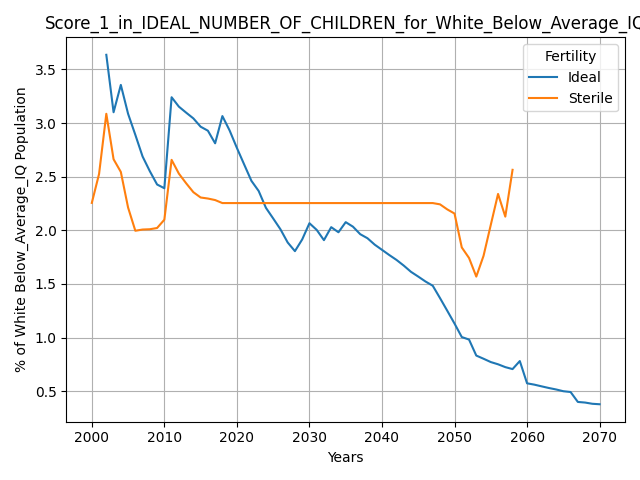 Score_1_in_IDEAL_NUMBER_OF_CHILDREN_for_White_Below_Average_IQ
Fertility
Ideal
Sterile
% of White Below_Average_IQ Population
3.5
3.0
2.5
2.0
1.5
1.0
0.5
2000 2010 2020 2030 2040 2050 2060 2070
Years